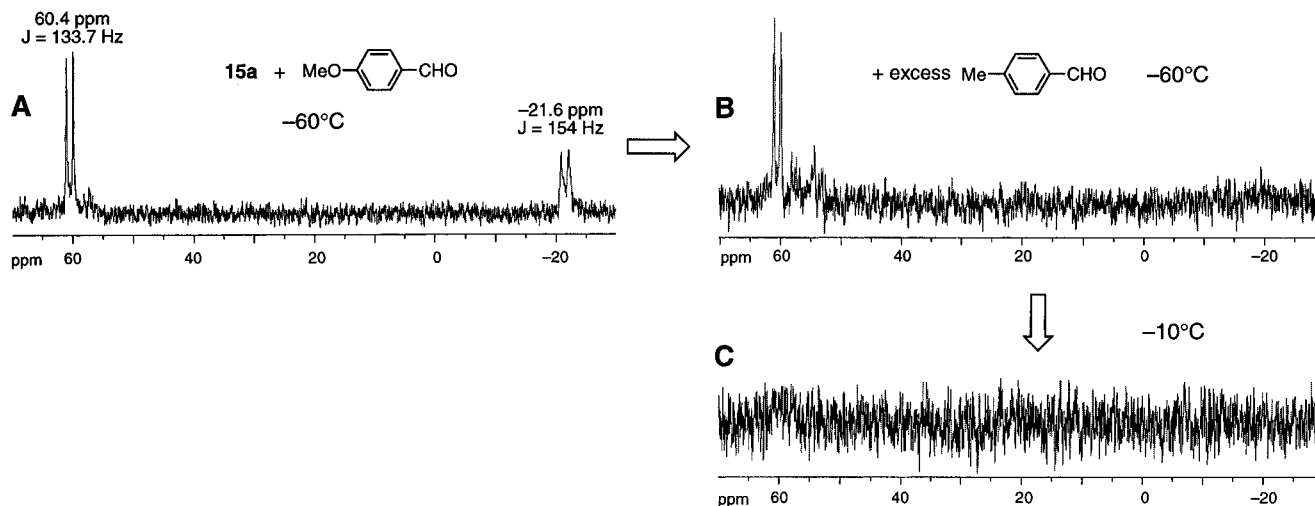 60.4 ppm
J = 133.7 Hz
15a + MeO CHO
A
–60°C
–21.6 ppm
J = 154 Hz
ppm 60 40 20 0 –20
+ excess Me CHO –60°C
B
ppm 60 40 20 0 –20
–10°C
C
ppm 60 40 20 0 –20